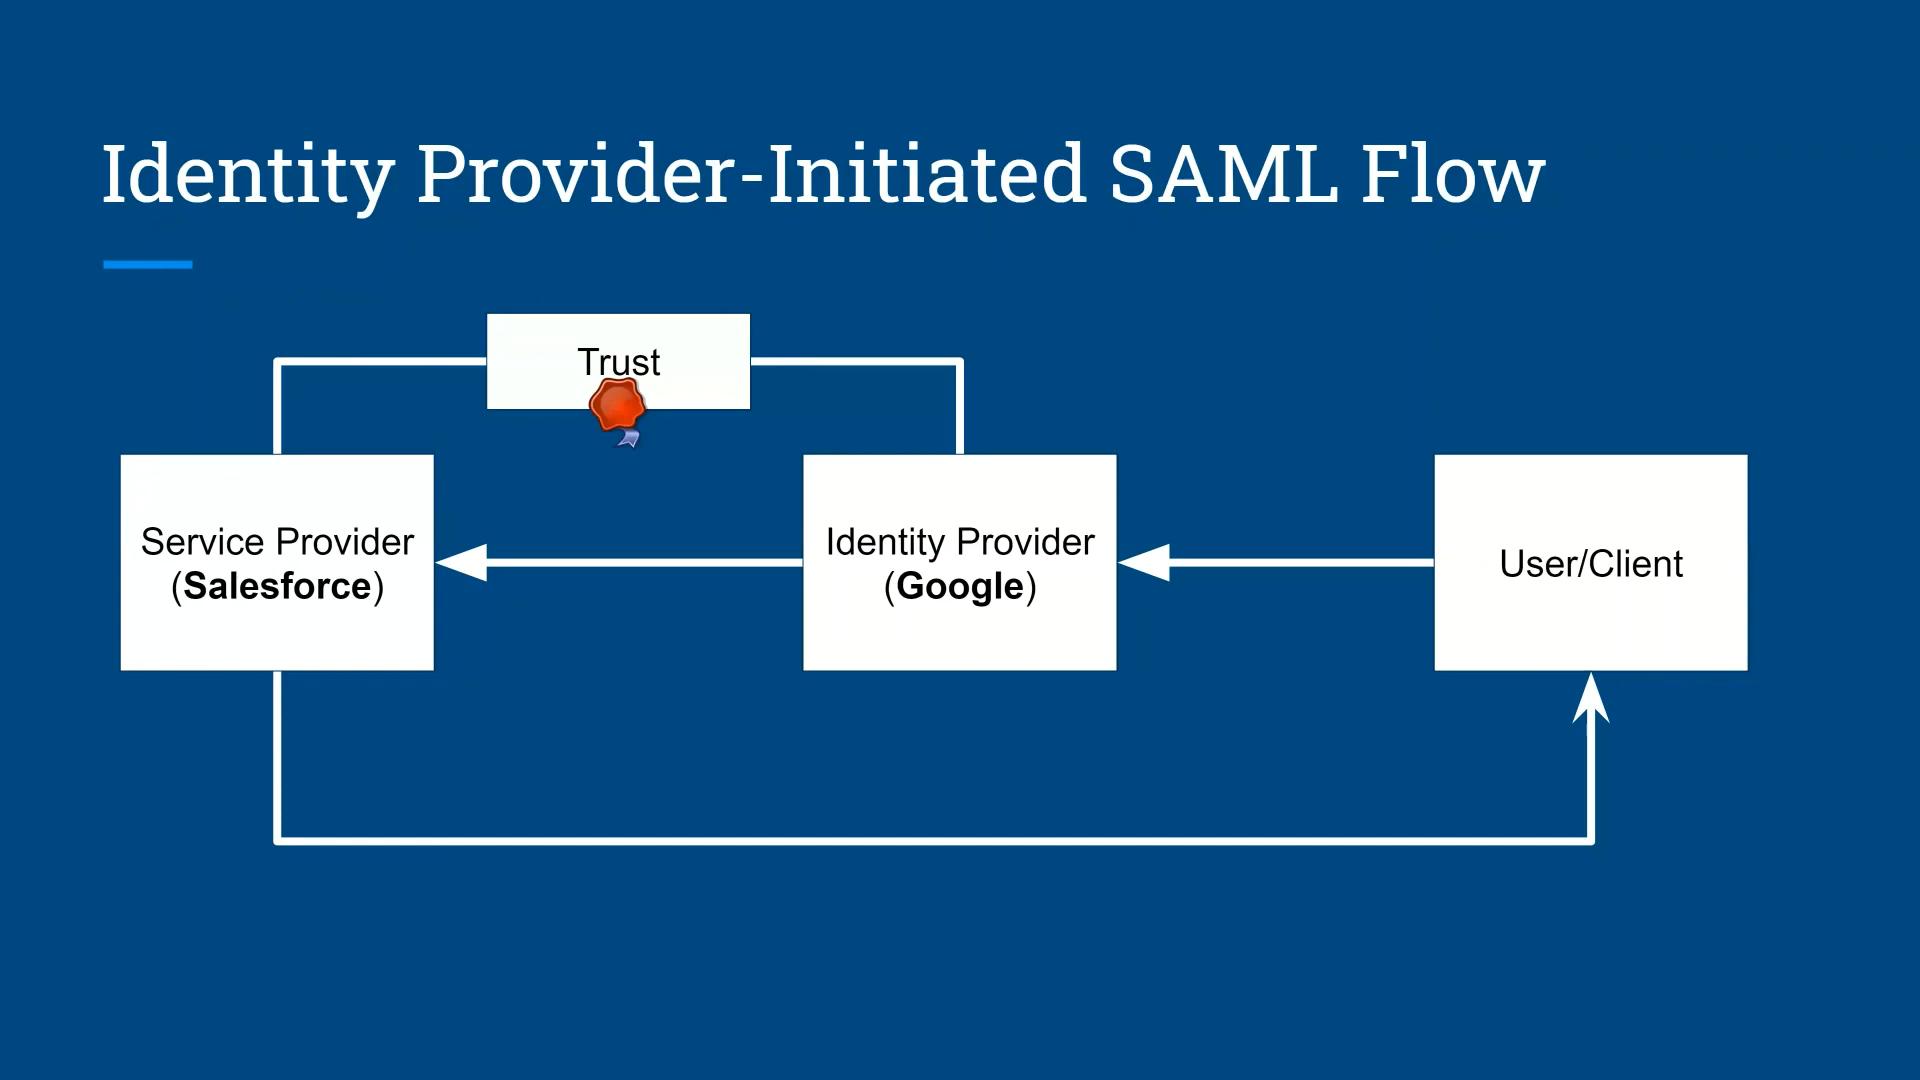 Identity Provider-Initiated SAML Flow
Trust
Service Provider
(Salesforce)
Identity Provider
(Google)
User/Client